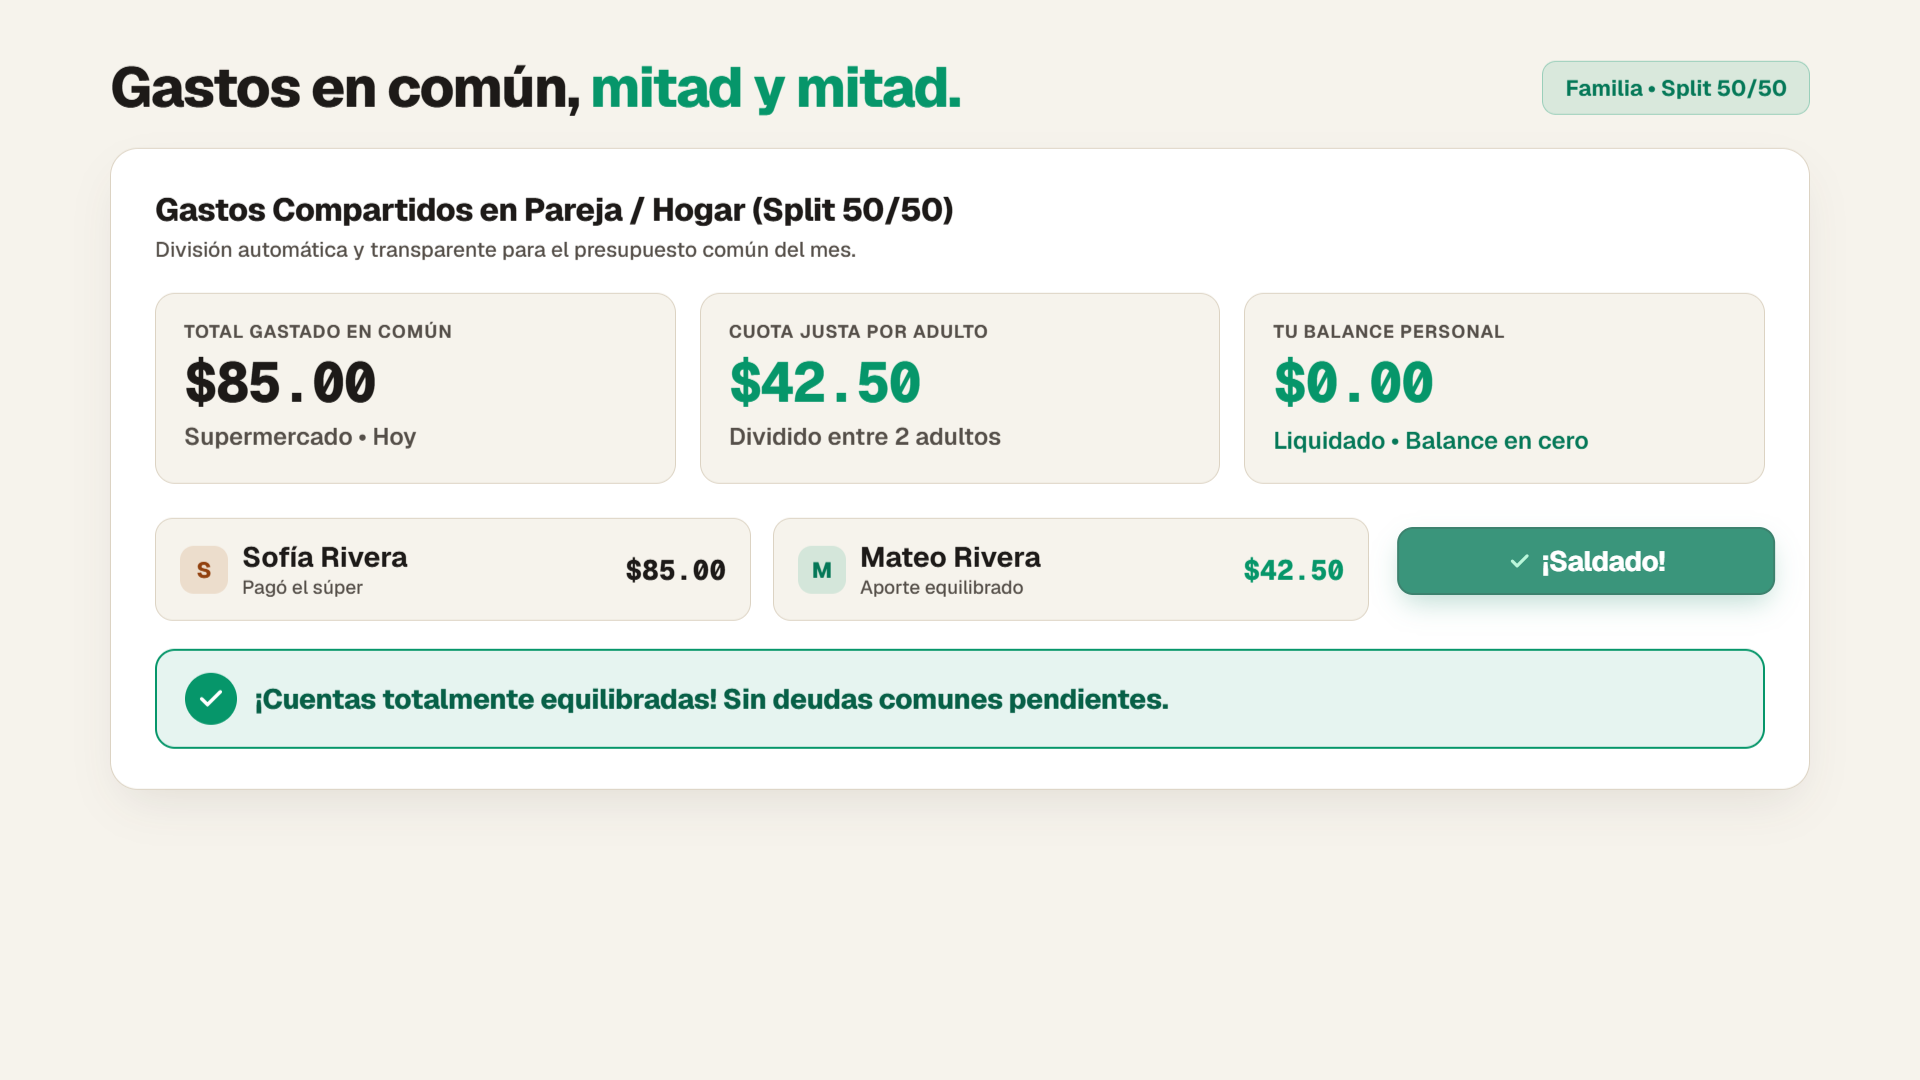 Gastos en común, mitad y mitad.
Familia • Split 50/50
Gastos Compartidos en Pareja / Hogar (Split 50/50)
División automática y transparente para el presupuesto común del mes.
TOTAL GASTADO EN COMÚN
$85.00
Supermercado • Hoy
CUOTA JUSTA POR ADULTO
$42.50
Dividido entre 2 adultos
TU BALANCE PERSONAL
$0.00
Liquidado • Balance en cero
S
Sofía Rivera
Pagó el súper
$85.00
M
Mateo Rivera
Aporte equilibrado
$42.50
¡Saldado!
¡Cuentas totalmente equilibradas! Sin deudas comunes pendientes.